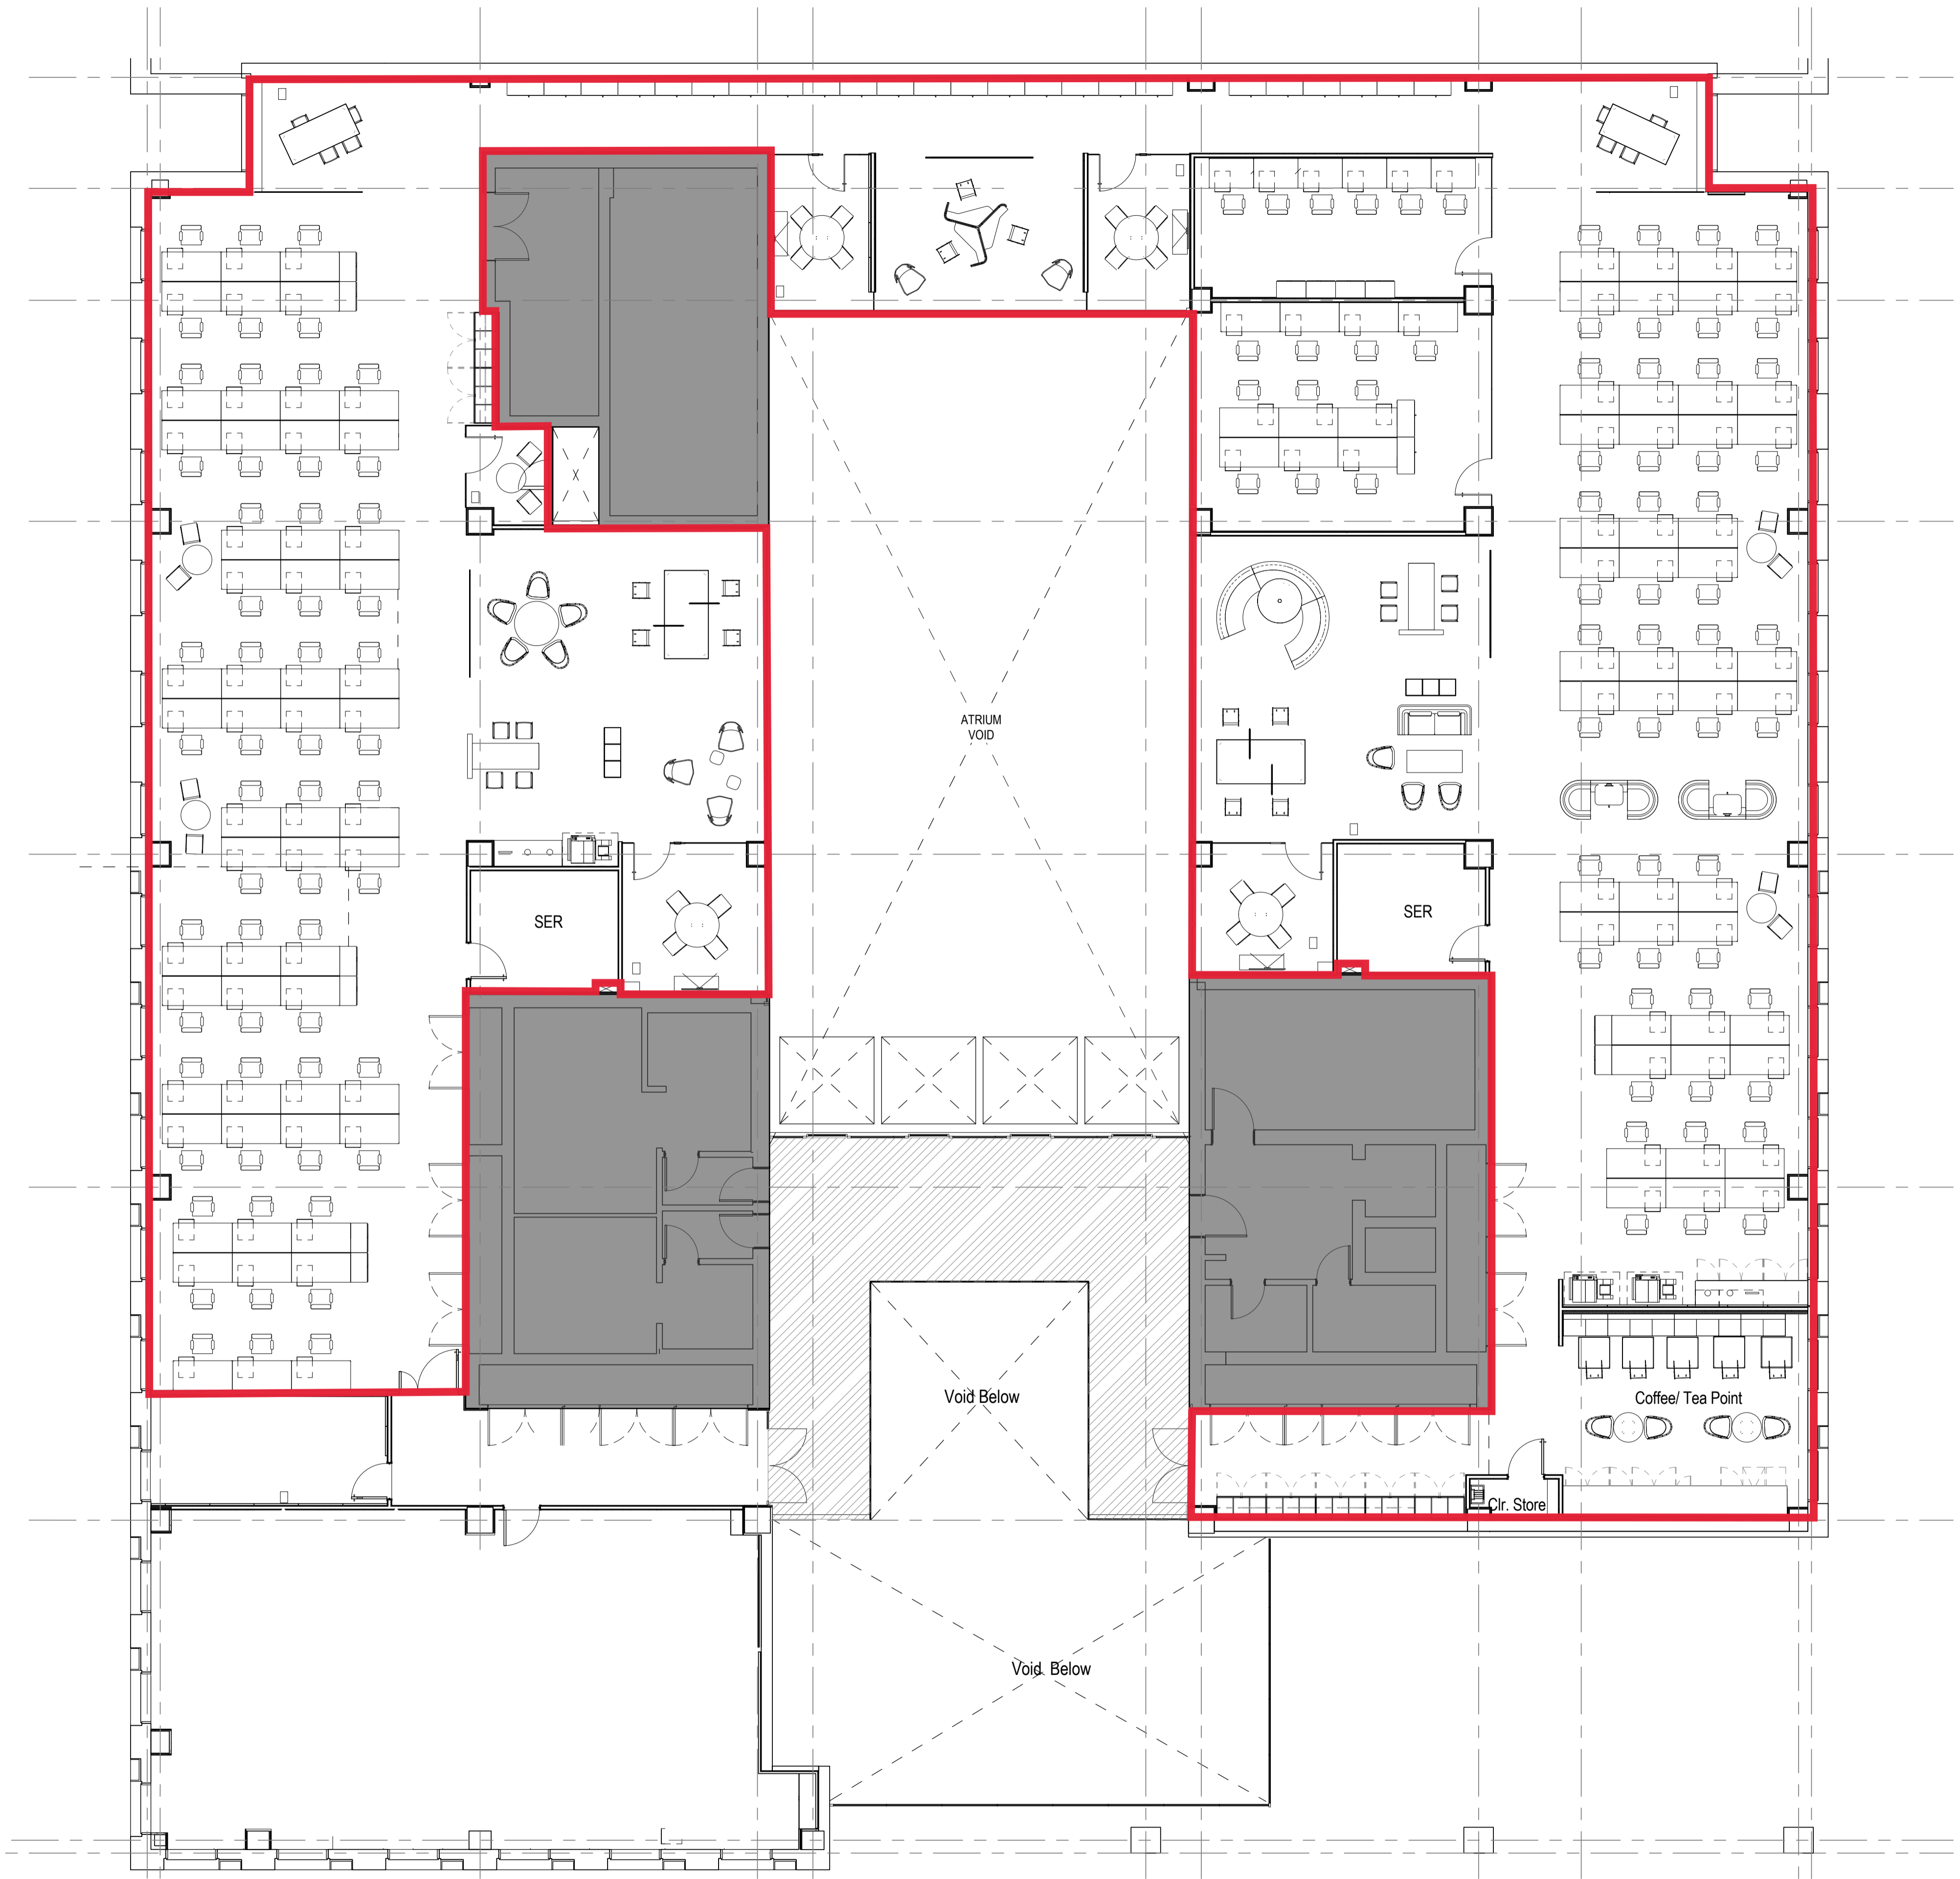 ATRIUM
VOID
SER
SER
Void Below
Coffee/ Tea Point
Clr. Store
Void Below